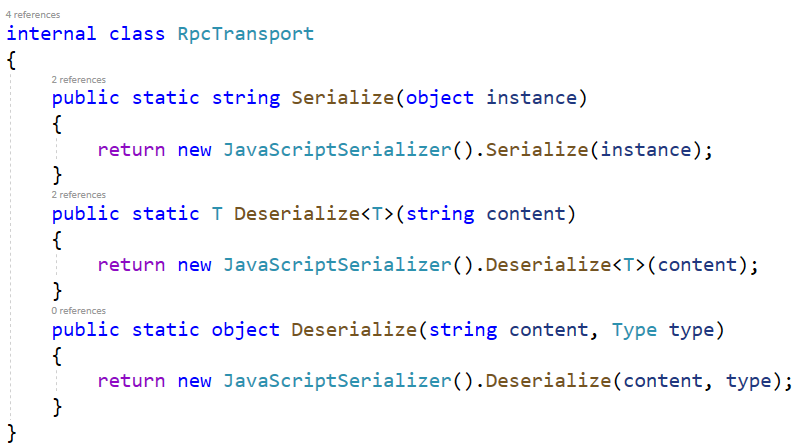 4 references
internal class RpcTransport
{
2 references
public static string Serialize(object instance)
{
return new JavaScriptSerializer().Serialize(instance);
}
2 references
public static T Deserialize<T>(string content)
{
return new JavaScriptSerializer().Deserialize<T>(content);
}
0 references
public static object Deserialize(string content, Type type)
{
return new JavaScriptSerializer().Deserialize(content, type);
}
}